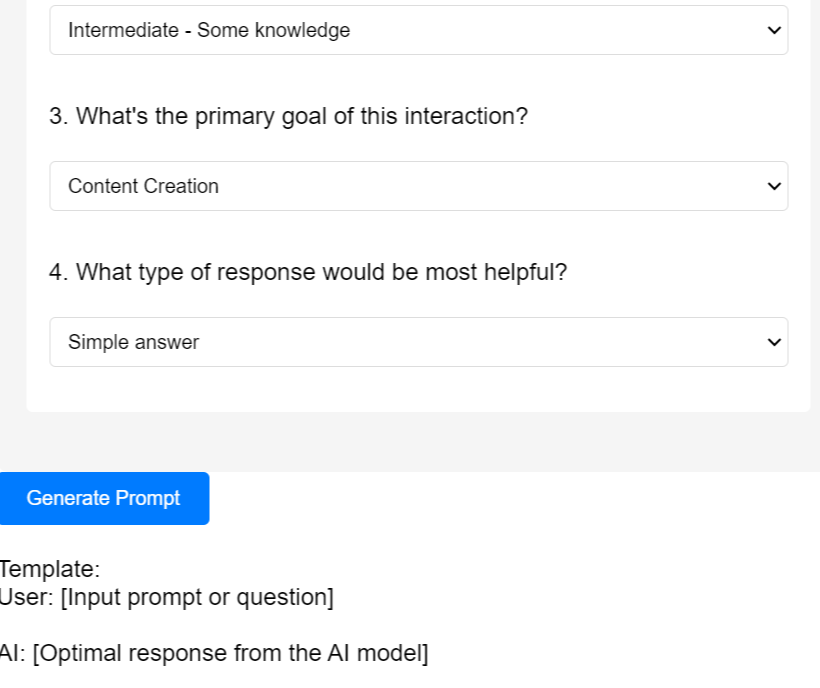 Intermediate - Some knowledge
3. What's the primary goal of this interaction?
Content Creation
4. What type of response would be most helpful?
Simple answer
Generate Prompt
Template:
User: [Input prompt or question]
AI: [Optimal response from the AI model]